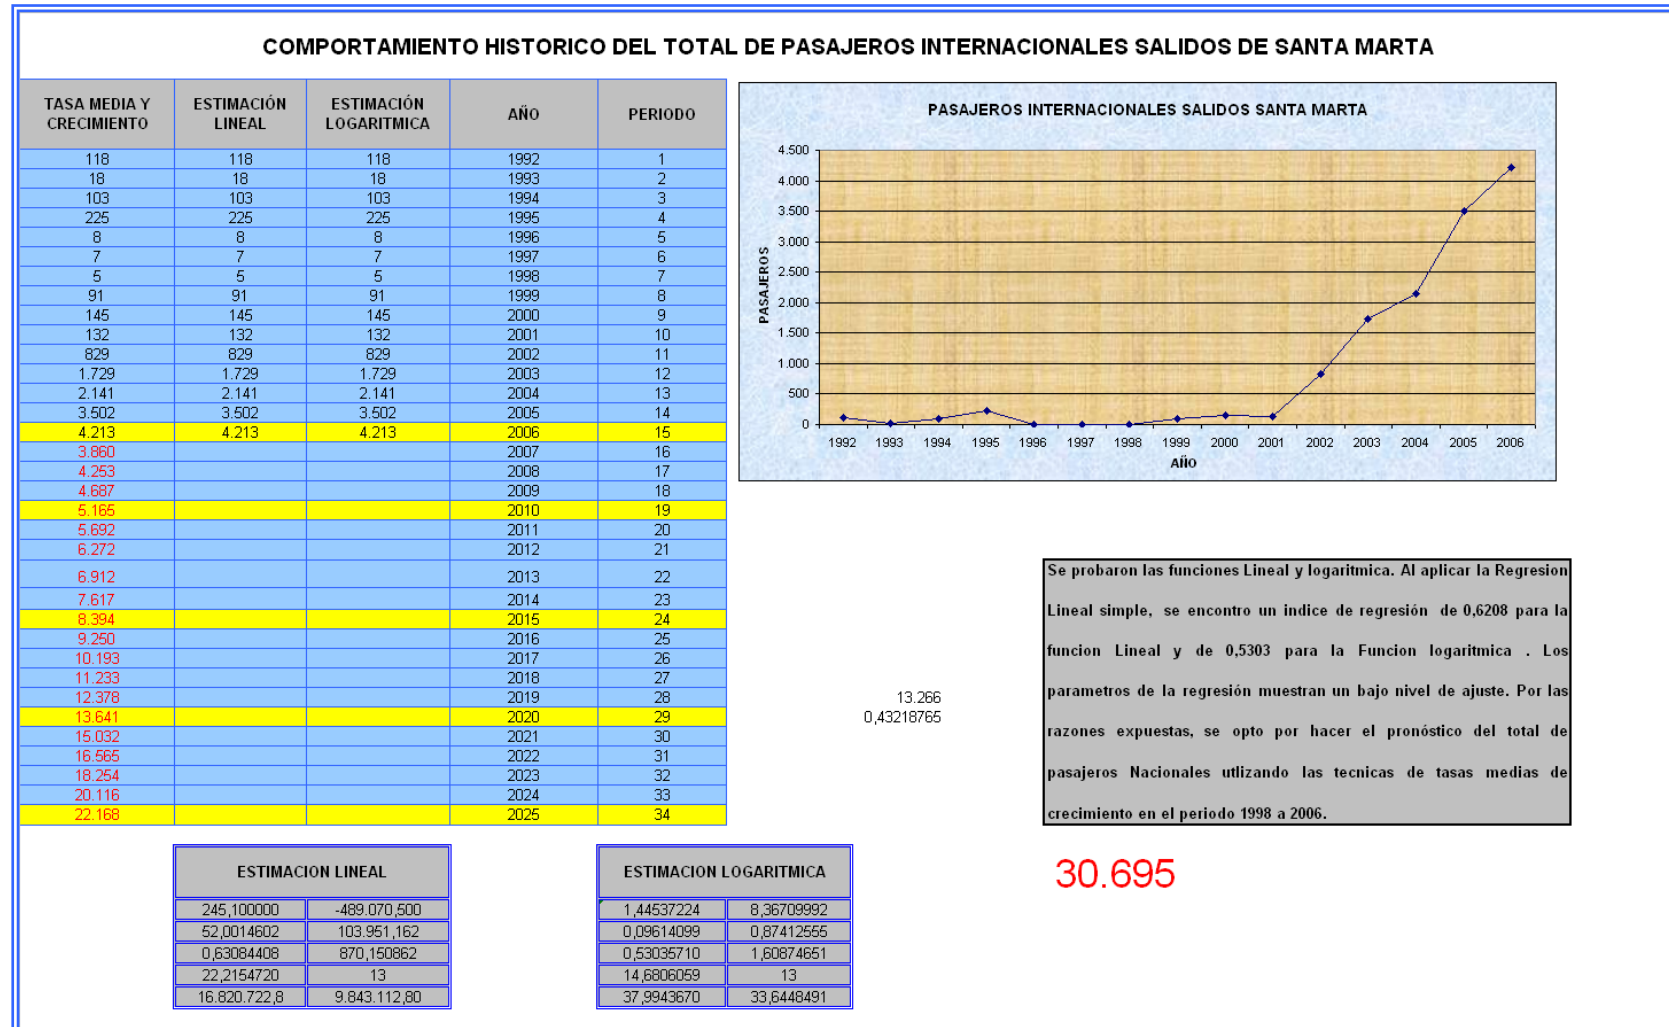 COMPORTAMIENTO HISTORICO DEL TOTAL DE PASAJEROS INTERNACIONALES SALIDOS DE SANTA MARTA
TASA MEDIA Y CRECIMIENTO ESTIMACIÓN LINEAL ESTIMACIÓN LOGARITMICA AÑO PERIODO
118 118 118 1992 1
18 18 18 1993 2
103 103 103 1994 3
225 225 225 1995 4
8 8 8 1996 5
7 7 7 1997 6
5 5 5 1998 7
91 91 91 1999 8
145 145 145 2000 9
132 132 132 2001 10
829 829 829 2002 11
1.729 1.729 1.729 2003 12
2.141 2.141 2.141 2004 13
3.502 3.502 3.502 2005 14
4.213 4.213 4.213 2006 15
3.860 2007 16
4.253 2008 17
4.687 2009 18
5.165 2010 19
5.692 2011 20
6.272 2012 21
6.912 2013 22
7.617 2014 23
8.394 2015 24
9.250 2016 25
10.193 2017 26
11.233 2018 27
12.378 2019 28
13.641 2020 29
15.032 2021 30
16.565 2022 31
18.254 2023 32
20.116 2024 33
22.168 2025 34
PASAJEROS INTERNACIONALES SALIDOS SANTA MARTA
PASAJEROS
4.500
4.000
3.500
3.000
2.500
2.000
1.500
1.000
500
0
1992 1993 1994 1995 1996 1997 1998 1999 2000 2001 2002 2003 2004 2005 2006
AÑO
13.266
0,43218765
Se probaron las funciones Lineal y logaritmica. Al aplicar la Regresion
Lineal simple, se encontro un indice de regresión de 0,6208 para la
funcion Lineal y de 0,5303 para la Funcion logaritmica . Los
parametros de la regresión muestran un bajo nivel de ajuste. Por las
razones expuestas, se opto por hacer el pronóstico del total de
pasajeros Nacionales utlizando las tecnicas de tasas medias de
crecimiento en el periodo 1998 a 2006.
30.695
ESTIMACION LINEAL
245,100000 -489.070,500
52,0014602 103.951,162
0,63084408 870,150862
22,2154720 13
16.820.722,8 9.843.112,80
ESTIMACION LOGARITMICA
1,44537224 8,36709992
0,09614099 0,87412555
0,53035710 1,60874651
14,6806059 13
37,9943670 33,6448491